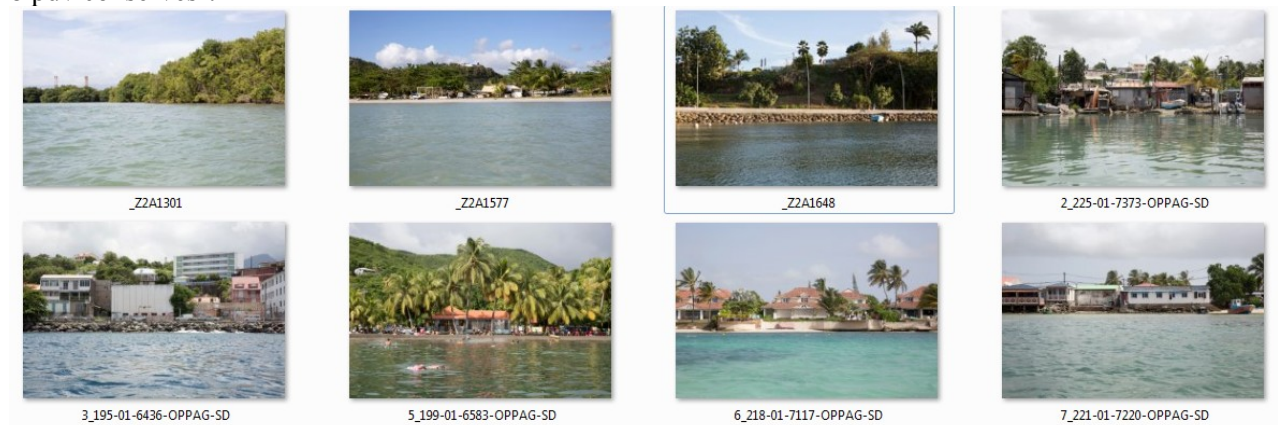 _Z2A1301
_Z2A1577
_Z2A1648
2_225-01-7373-OPPAG-SD
3_195-01-6436-OPPAG-SD
5_199-01-6583-OPPAG-SD
6_218-01-7117-OPPAG-SD
7_221-01-7220-OPPAG-SD